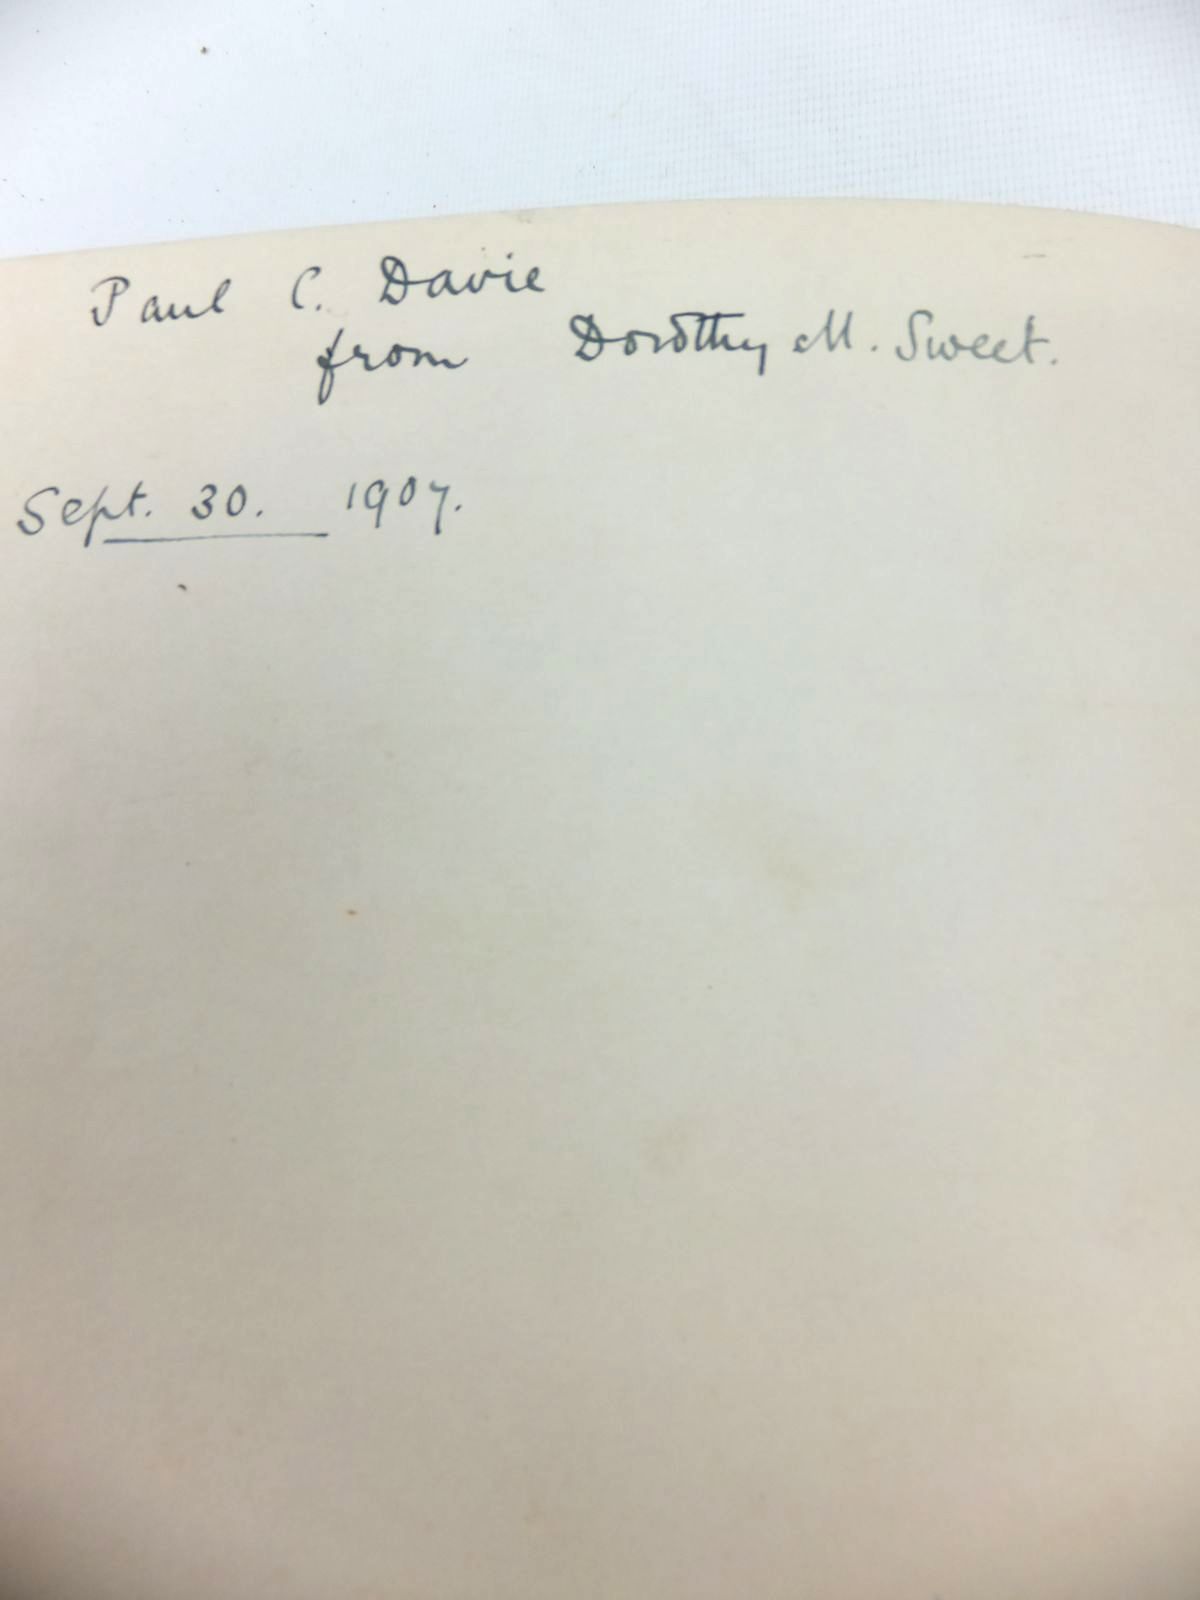 Paul C. Davie
from Dorothy M. Sweet.
Sept. 30. 1907.